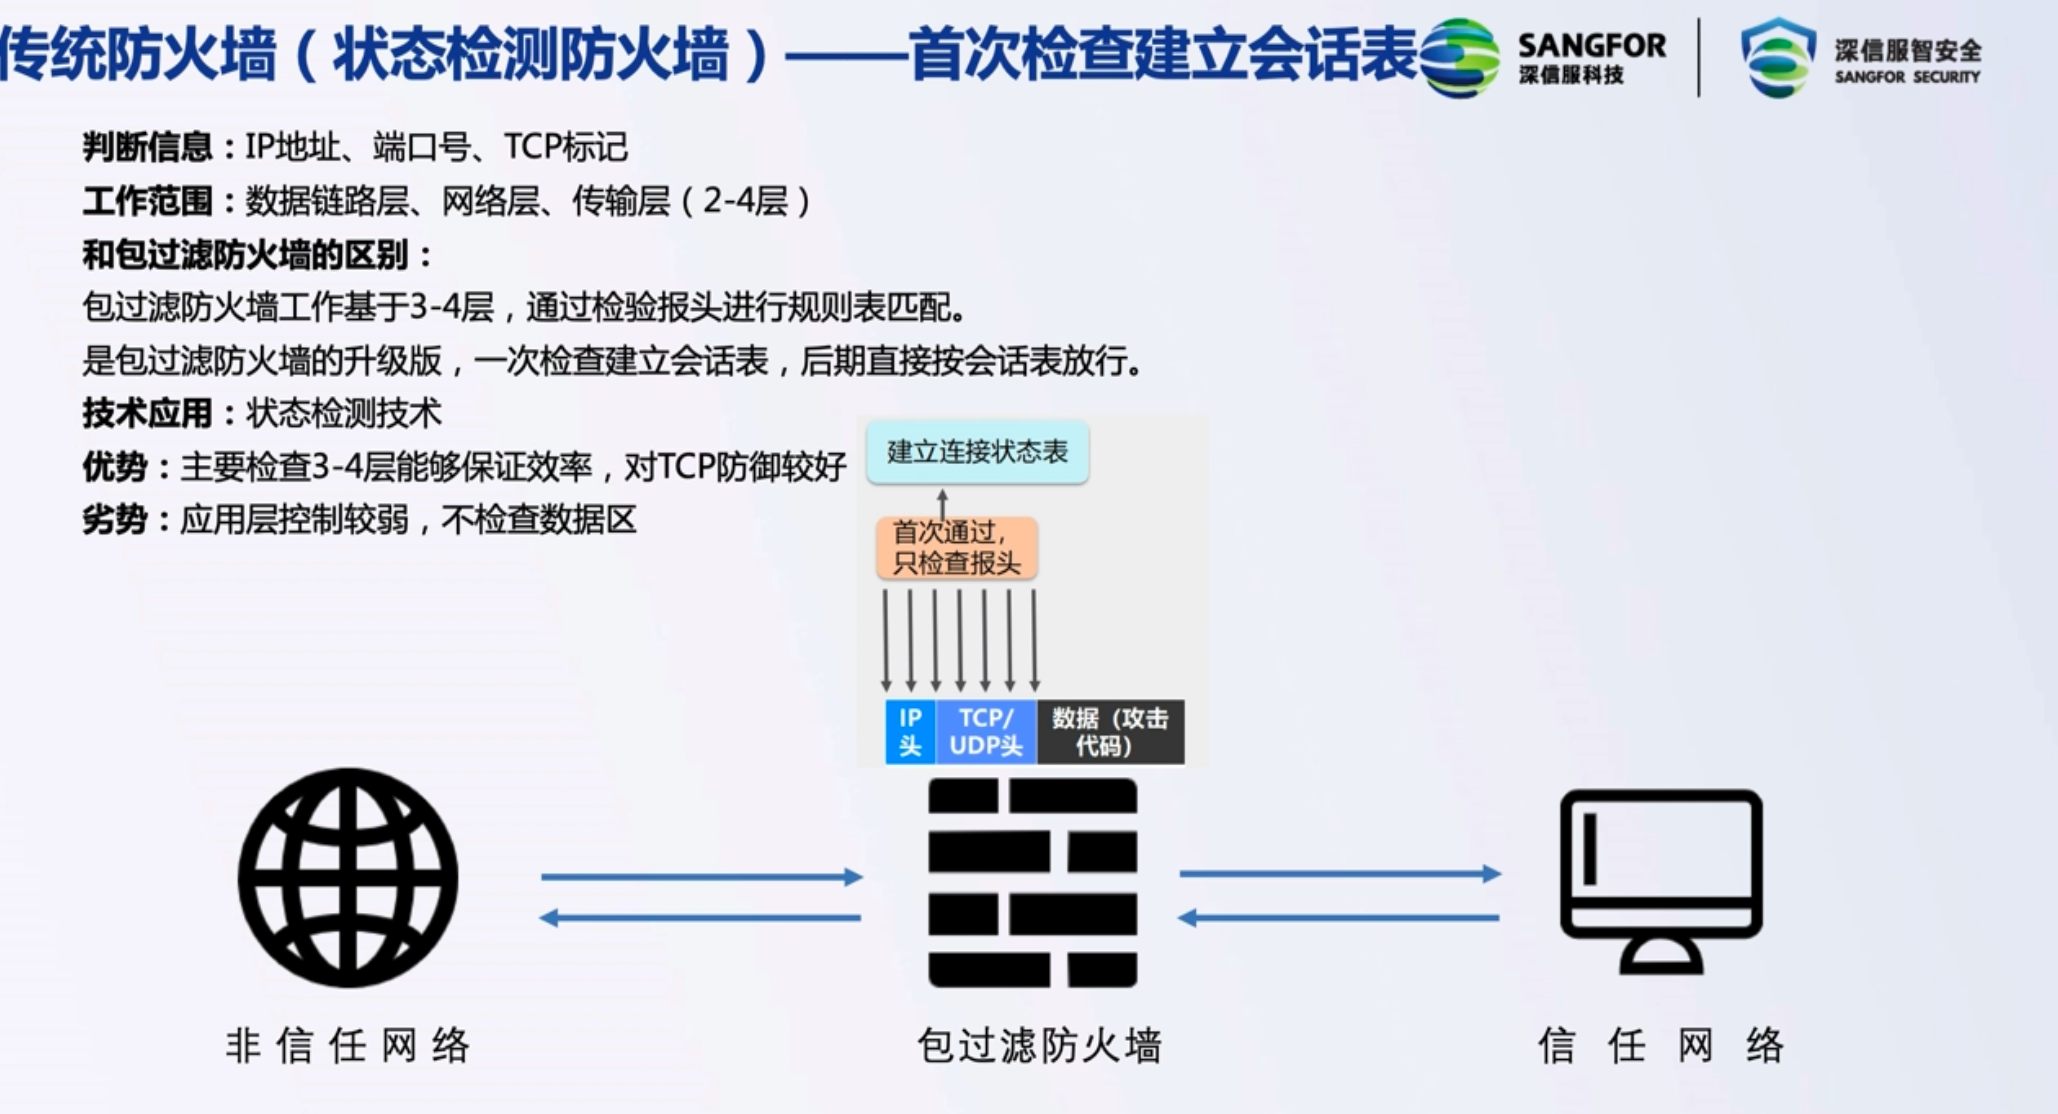 传统防火墙（状态检测防火墙）——首次检查建立会话表
SANGFOR
深信服科技
深信服智安全
SANGFOR SECURITY
判断信息：IP地址、端口号、TCP标记
工作范围：数据链路层、网络层、传输层（2-4层）
和包过滤防火墙的区别：
包过滤防火墙工作基于3-4层，通过检验报头进行规则表匹配。
是包过滤防火墙的升级版，一次检查建立会话表，后期直接按会话表放行。
技术应用：状态检测技术
优势：主要检查3-4层能够保证效率，对TCP防御较好
劣势：应用层控制较弱，不检查数据区
建立连接状态表
首次通过，
只检查报头
IP
头
TCP/
UDP头
数据（攻击
代码）
非信任网络
包过滤防火墙
信任网络